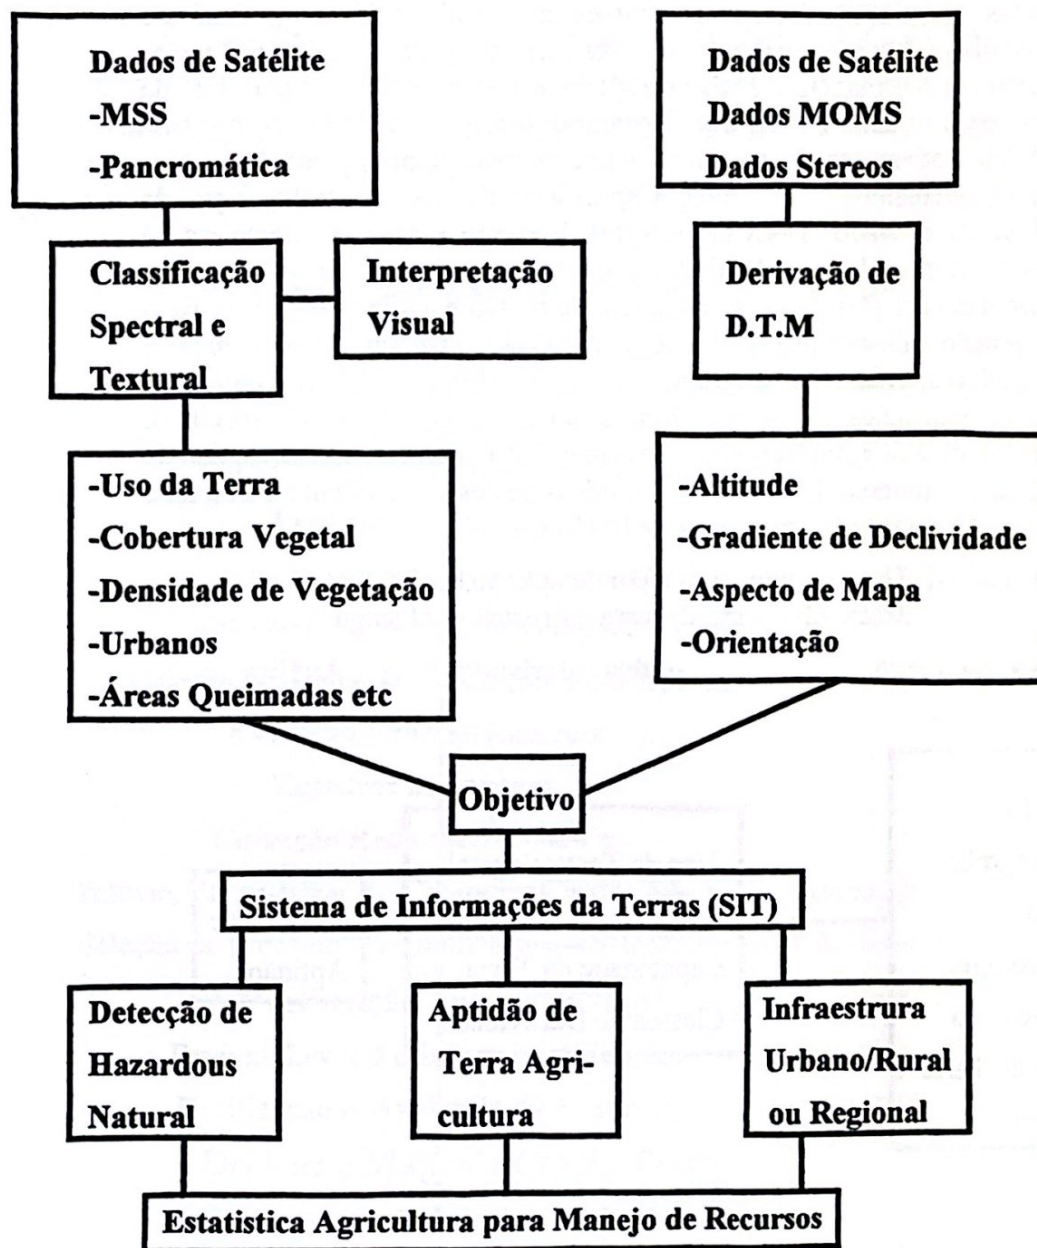 Dados de Satélite
-MSS
-Pancromática
Dados de Satélite
Dados MOMS
Dados Stereos
Classificação
Spectral e
Textural
Interpretação
Visual
Derivação de
D.T.M
-Uso da Terra
-Cobertura Vegetal
-Densidade de Vegetação
-Urbanos
-Áreas Queimadas etc
-Altitude
-Gradiente de Declividade
-Aspecto de Mapa
-Orientação
Objetivo
Sistema de Informações da Terras (SIT)
Detecção de
Hazardous
Natural
Aptidão de
Terra Agri-
cultura
Infraestrura
Urbano/Rural
ou Regional
Estatistica Agricultura para Manejo de Recursos